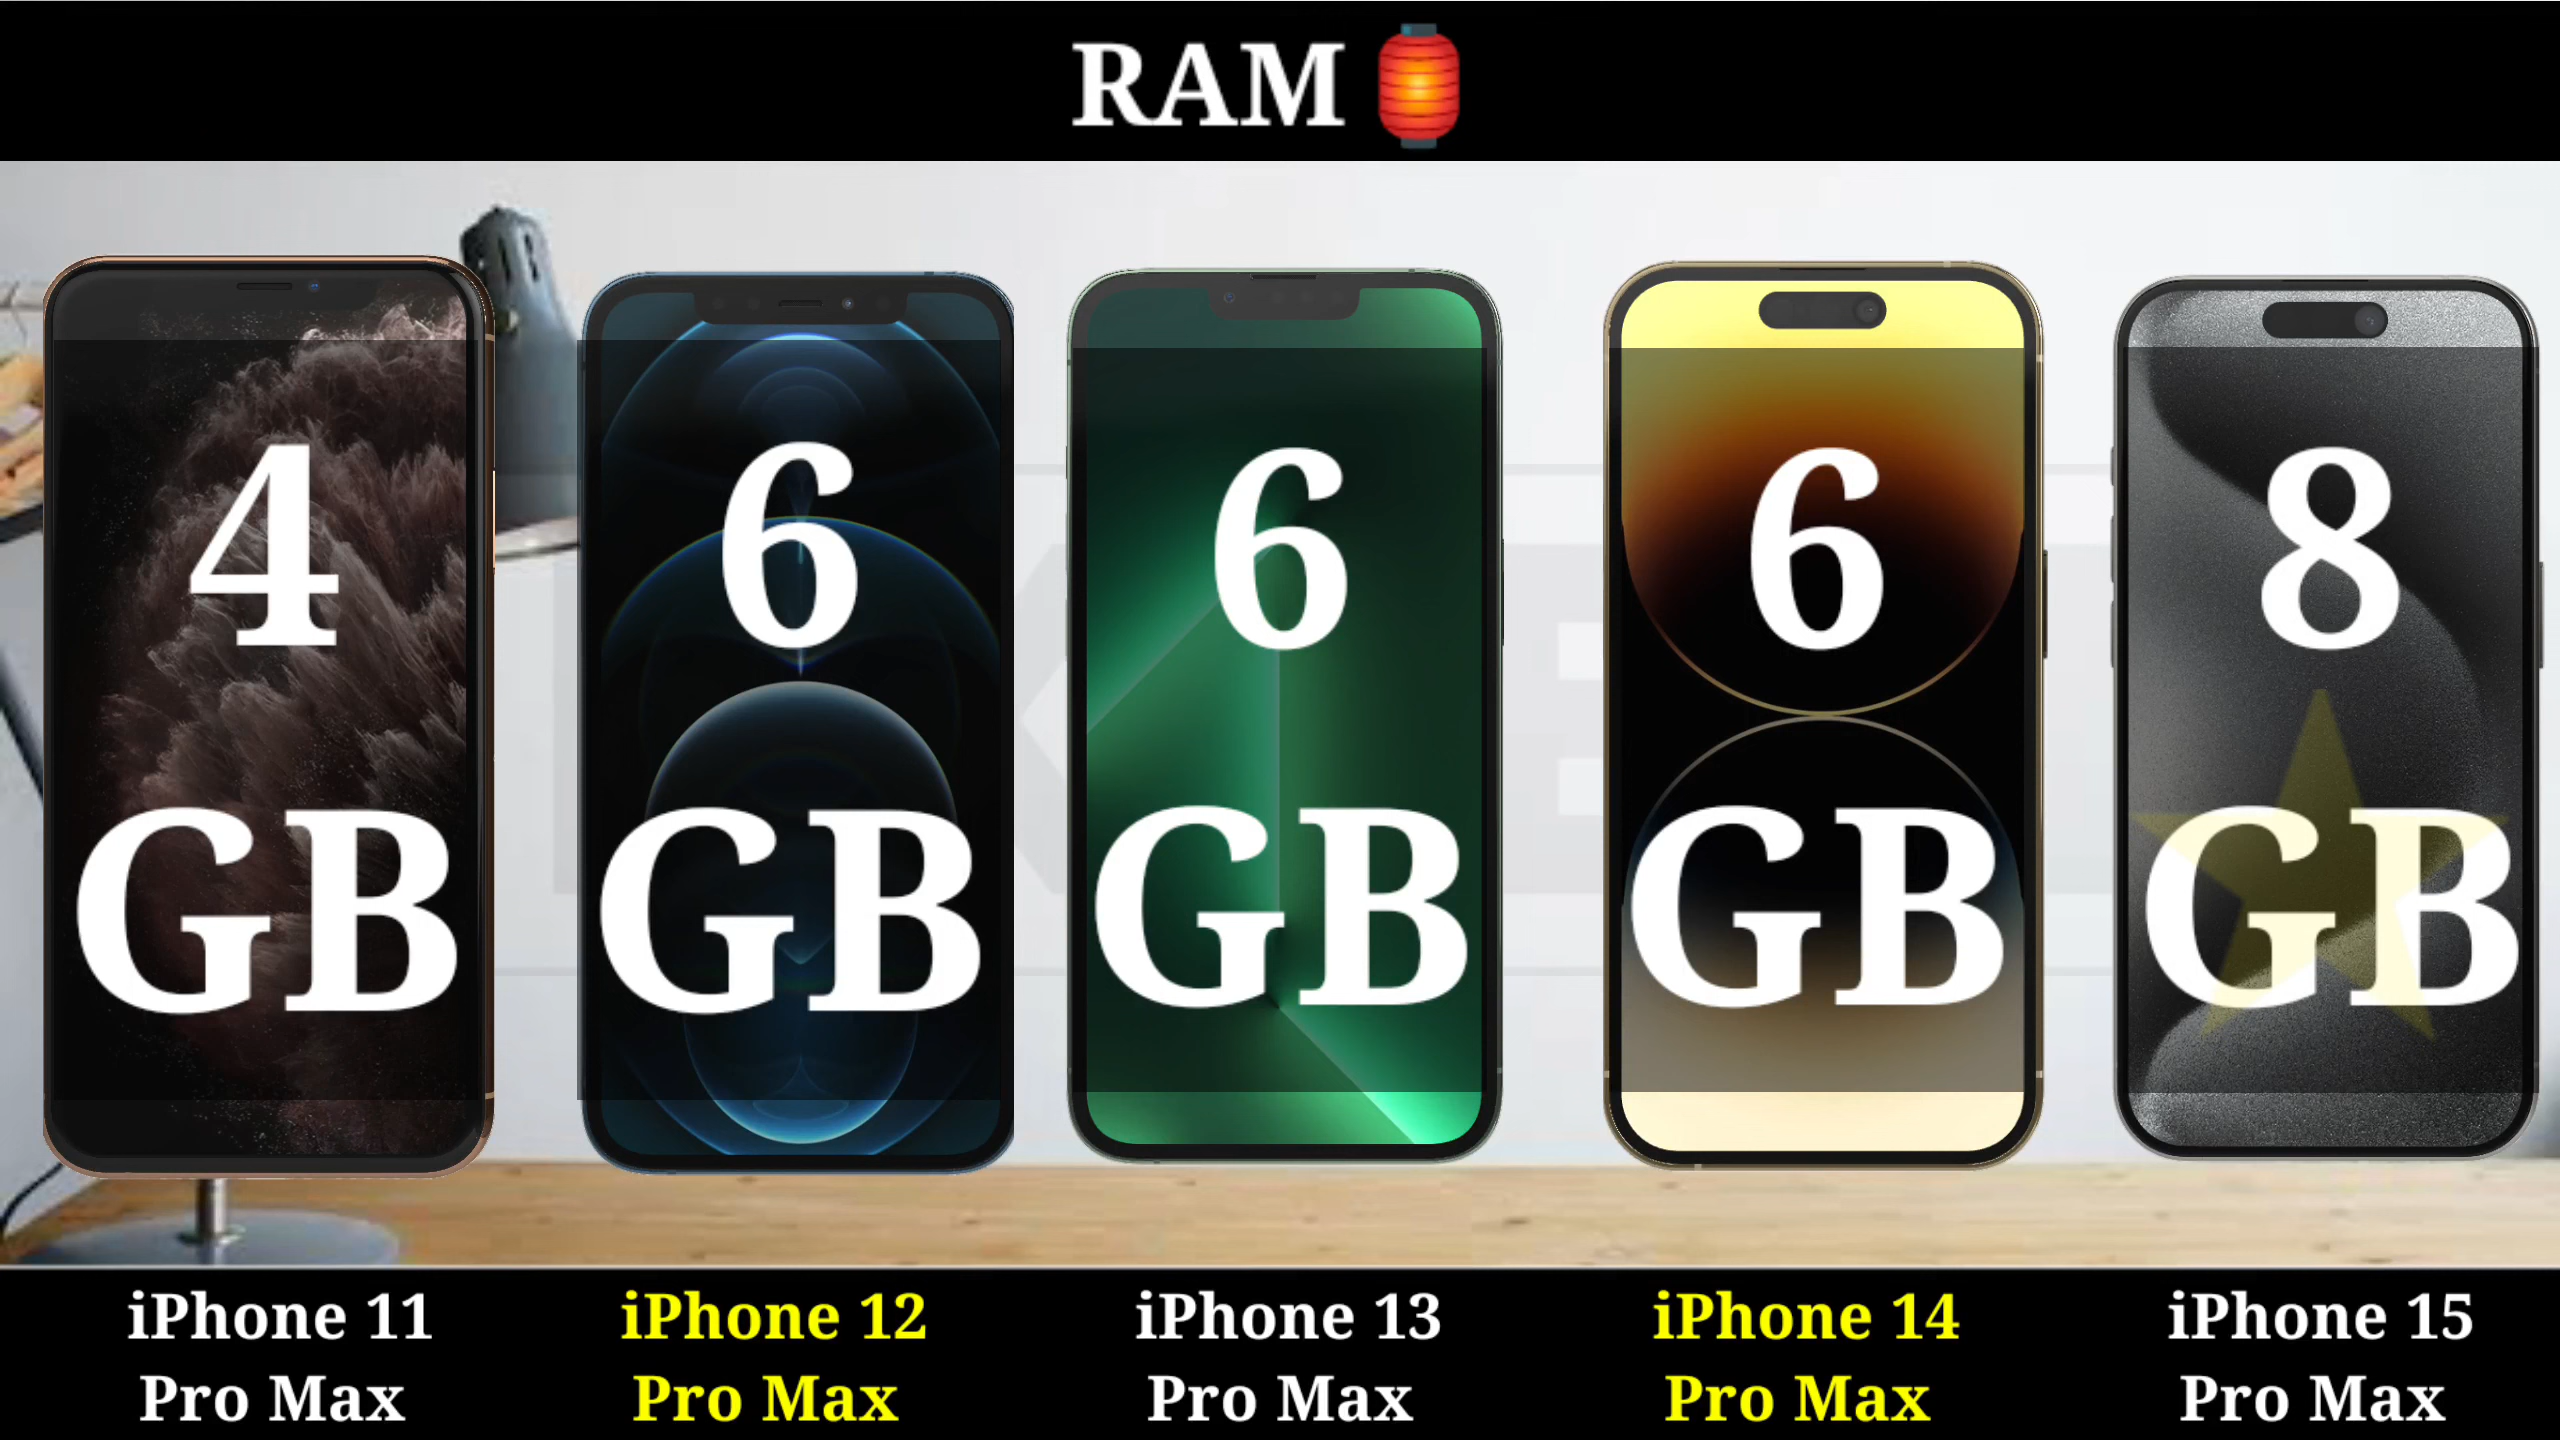 RAM
4 6 6 6 8
GB GB GB GB GB
iPhone 11 iPhone 12 iPhone 13 iPhone 14 iPhone 15
Pro Max Pro Max Pro Max Pro Max Pro Max